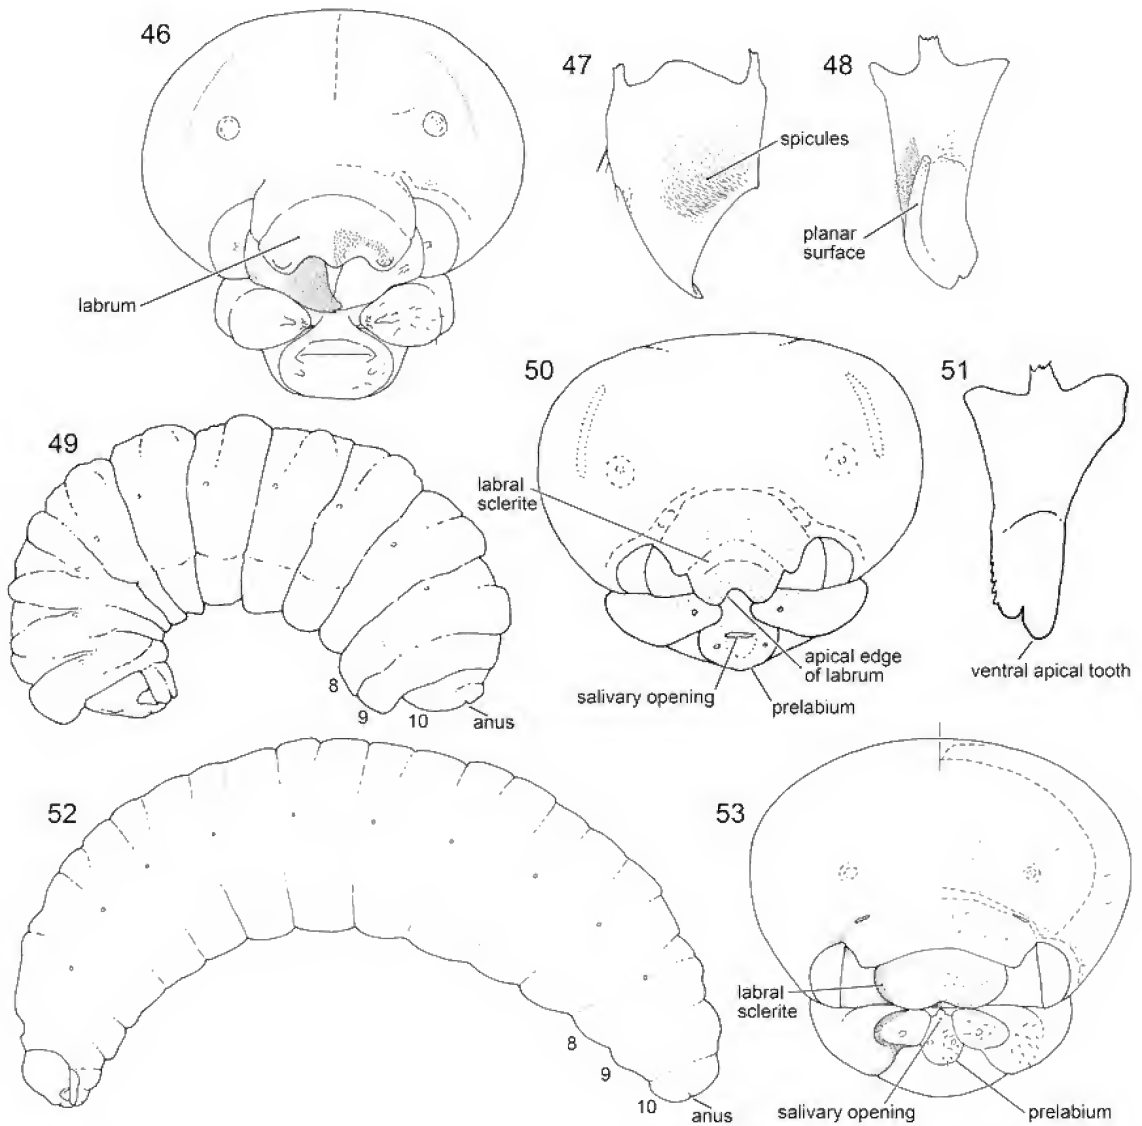 46
47
48
spicules
planar
surface
labrum
50
51
49
labral
sclerite
apical edge
of labrum
salivary opening
prelabium
ventral apical tooth
8
9
10
anus
52
53
labral
sclerite
8
9
10
anus
salivary opening
prelabium